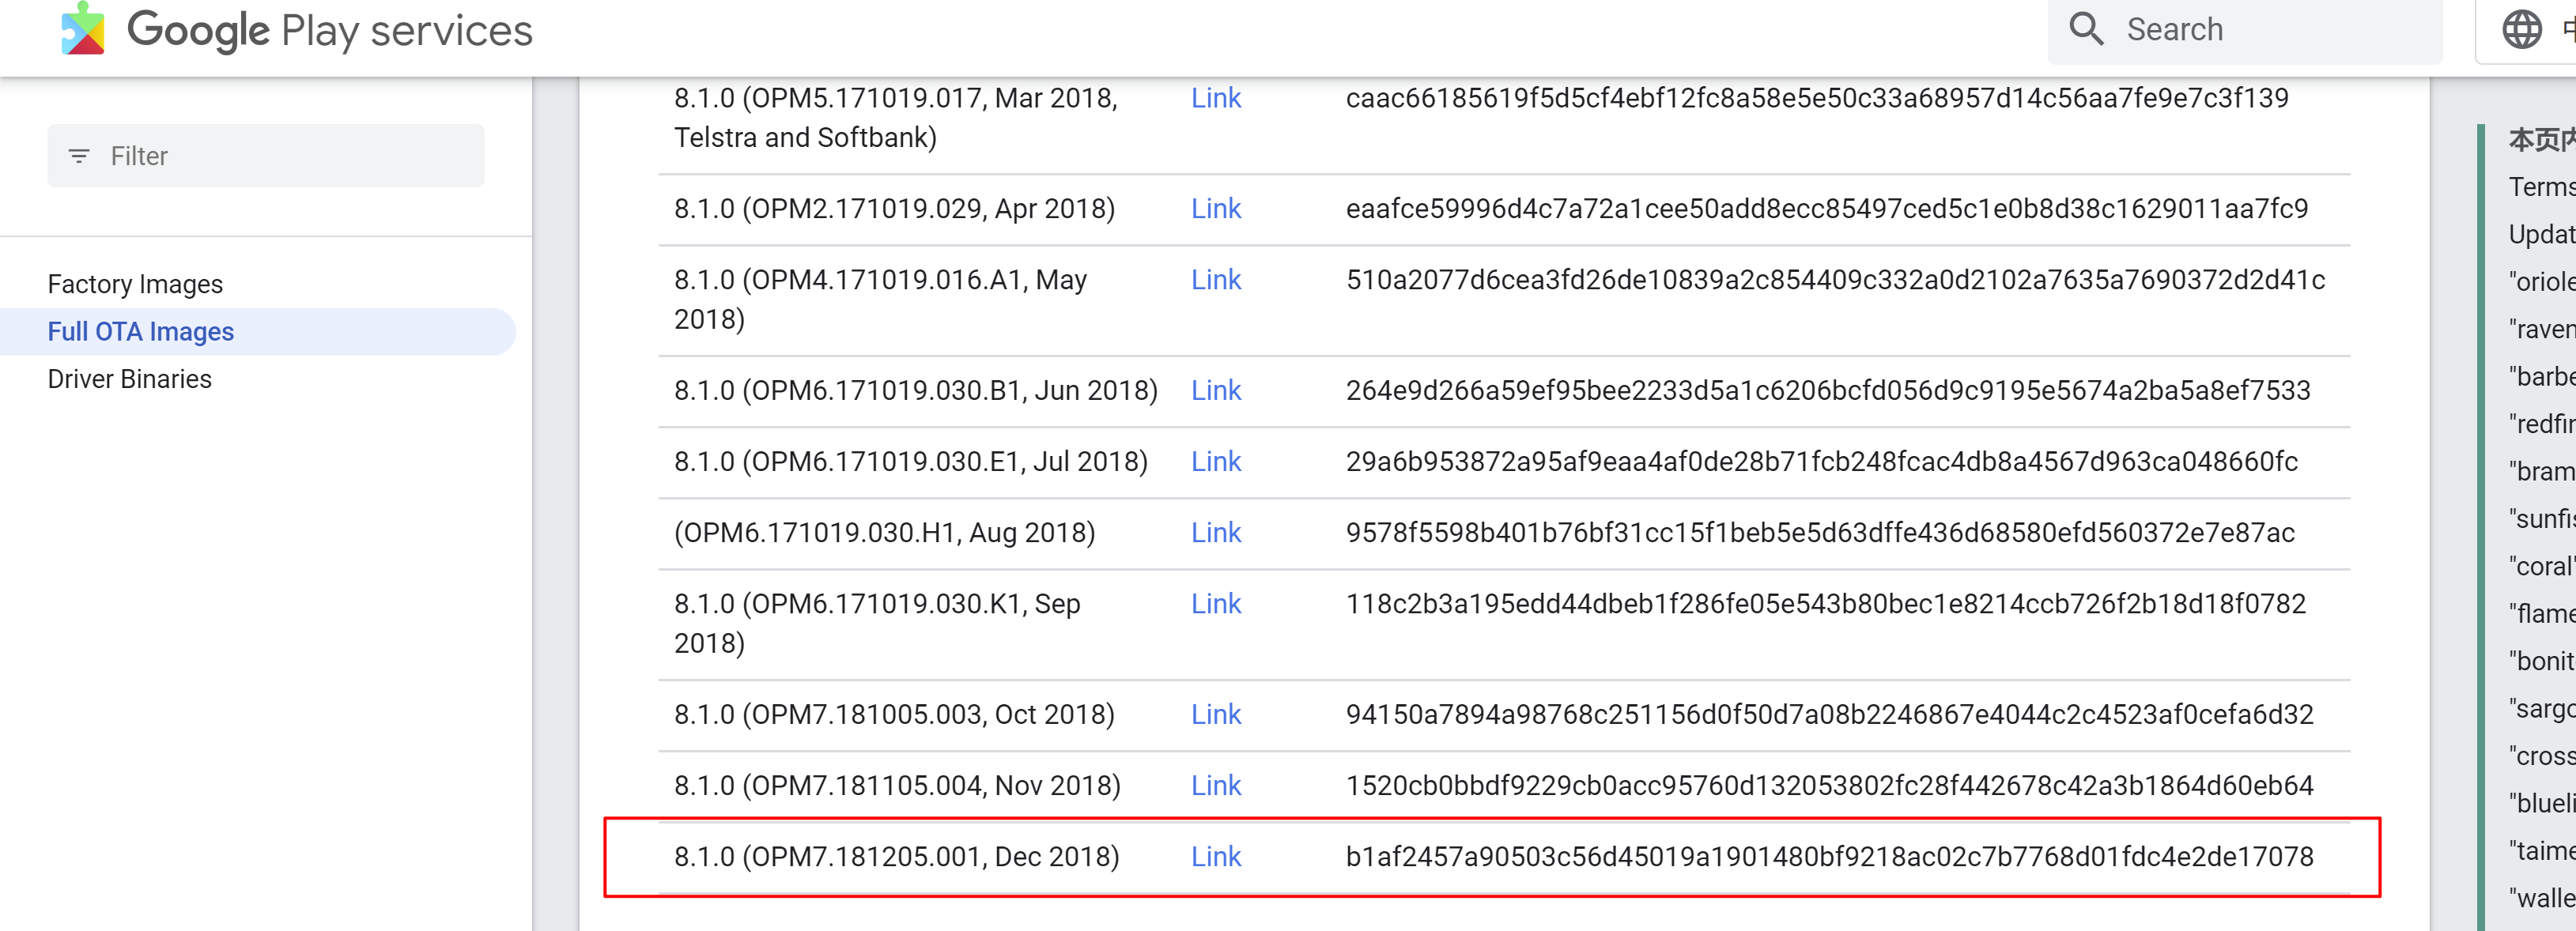 Google Play services
Search
中
Filter
Factory Images
Full OTA Images
Driver Binaries
8.1.0 (OPM5.171019.017, Mar 2018, Telstra and Softbank) Link caac66185619f5d5cf4ebf12fc8a58e5e50c33a68957d14c56aa7fe9e7c3f139
8.1.0 (OPM2.171019.029, Apr 2018) Link eaafce59996d4c7a72a1cee50add8ecc85497ced5c1e0b8d38c1629011aa7fc9
8.1.0 (OPM4.171019.016.A1, May 2018) Link 510a2077d6cea3fd26de10839a2c854409c332a0d2102a7635a7690372d2d41c
8.1.0 (OPM6.171019.030.B1, Jun 2018) Link 264e9d266a59ef95bee2233d5a1c6206bcfd056d9c9195e5674a2ba5a8ef7533
8.1.0 (OPM6.171019.030.E1, Jul 2018) Link 29a6b953872a95af9eaa4af0de28b71fcb248fcac4db8a4567d963ca048660fc
(OPM6.171019.030.H1, Aug 2018) Link 9578f5598b401b76bf31cc15f1beb5e5d63dffe436d68580efd560372e7e87ac
8.1.0 (OPM6.171019.030.K1, Sep 2018) Link 118c2b3a195edd44dbeb1f286fe05e543b80bec1e8214ccb726f2b18d18f0782
8.1.0 (OPM7.181005.003, Oct 2018) Link 94150a7894a98768c251156d0f50d7a08b2246867e4044c2c4523af0cefa6d32
8.1.0 (OPM7.181105.004, Nov 2018) Link 1520cb0bbdf9229cb0acc95760d132053802fc28f442678c42a3b1864d60eb64
8.1.0 (OPM7.181205.001, Dec 2018) Link b1af2457a90503c56d45019a1901480bf9218ac02c7b7768d01fdc4e2de17078
本页内
Terms
Updat
"oriole
"raven
"barbe
"redfin
"bram
"sunfis
"coral"
"flame
"bonit
"sargo
"cross
"blueli
"taime
"walle